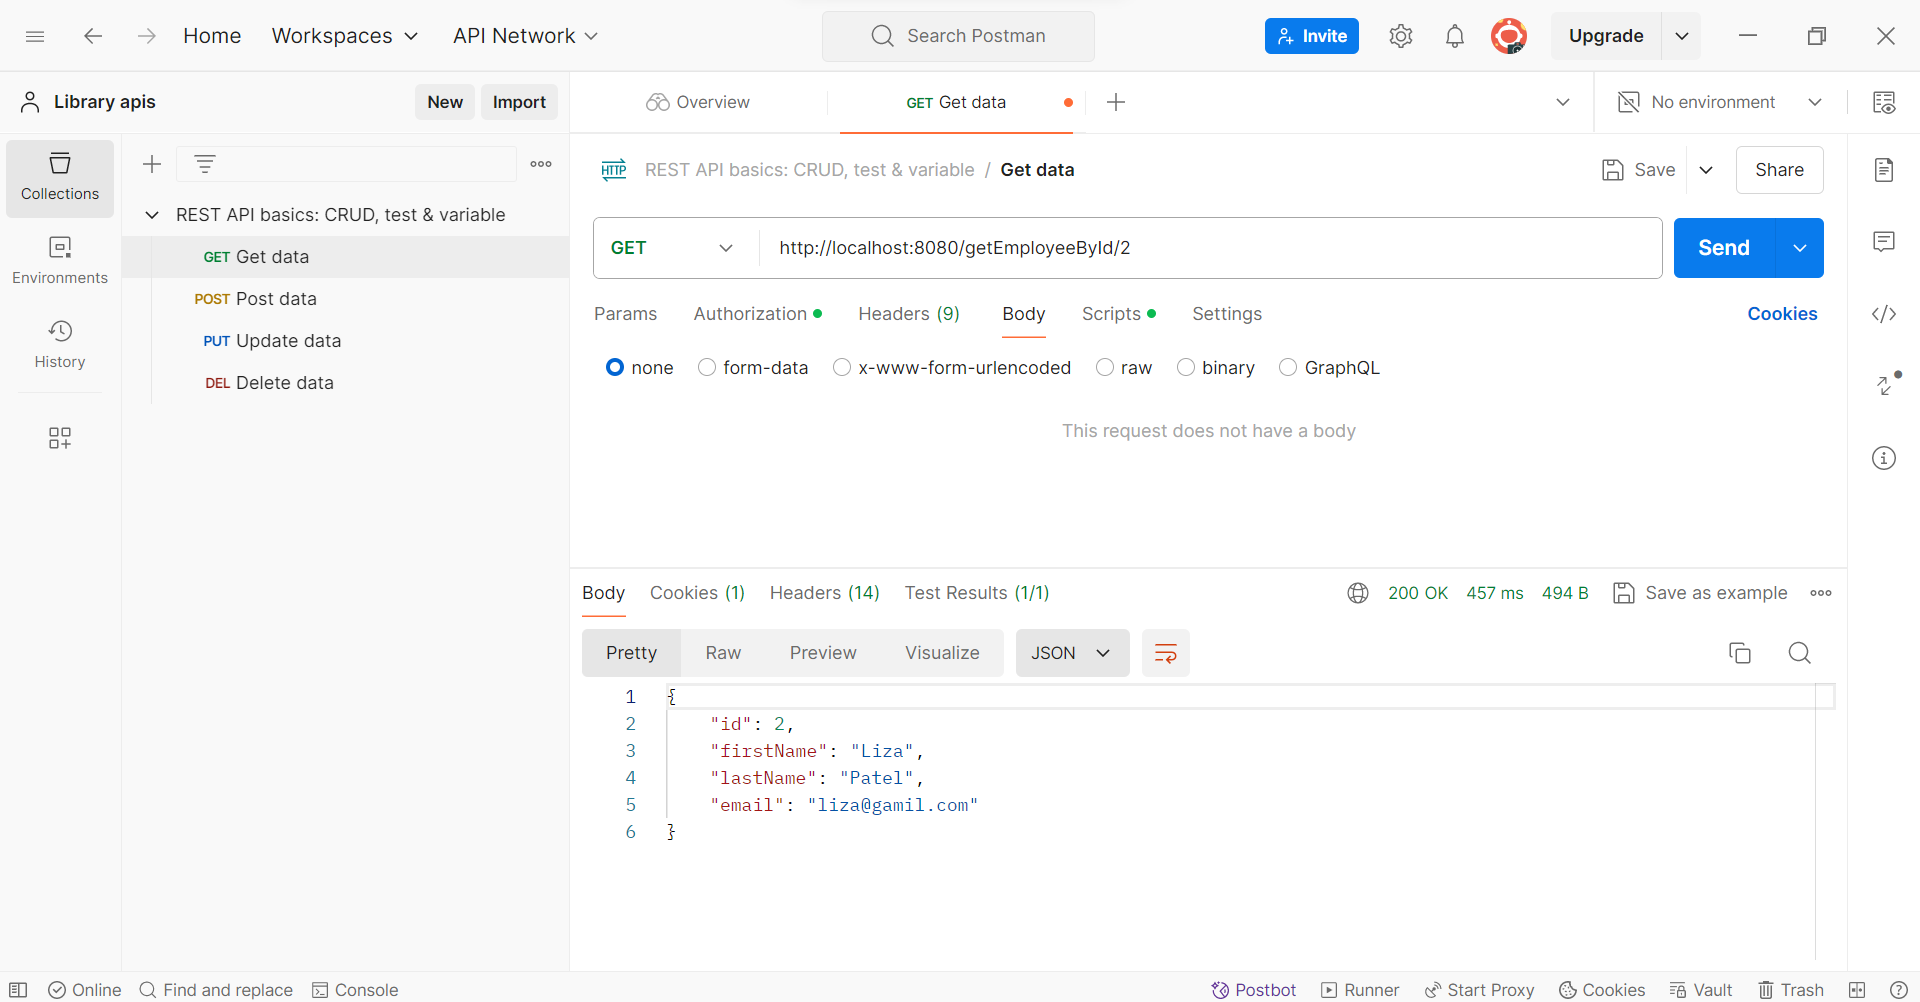 Home Workspaces API Network Search Postman Invite Upgrade
Library apis New Import Overview GET Get data No environment
Collections
Environments
History
REST API basics: CRUD, test & variable
GET Get data
POST Post data
PUT Update data
DEL Delete data
HTTP REST API basics: CRUD, test & variable / Get data Save Share
GET http://localhost:8080/getEmployeeById/2 Send
Params Authorization Headers (9) Body Scripts Settings Cookies
none form-data x-www-form-urlencoded raw binary GraphQL
This request does not have a body
Body Cookies (1) Headers (14) Test Results (1/1) 200 OK 457 ms 494 B Save as example
Pretty Raw Preview Visualize JSON
1 {
2 "id": 2,
3 "firstName": "Liza",
4 "lastName": "Patel",
5 "email": "liza@gamil.com"
6 }
Online Find and replace Console Postbot Runner Start Proxy Cookies Vault Trash